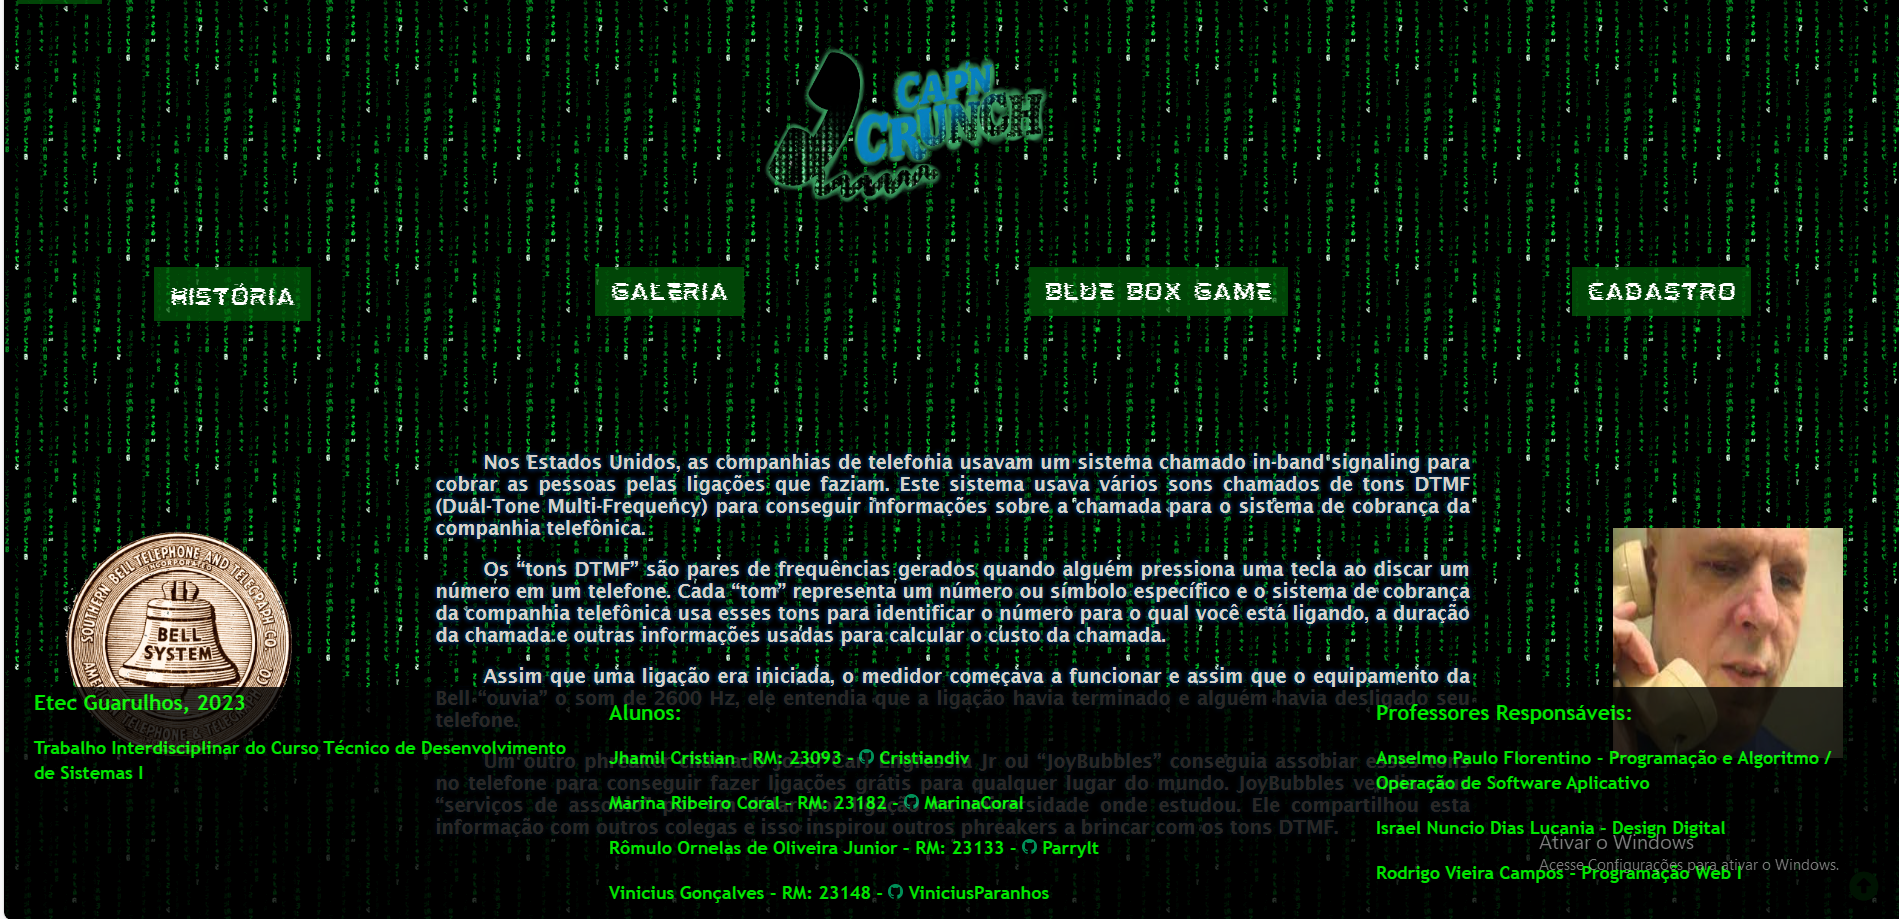 CAPN
CRUNCH
HISTÓRIA
GALERIA
BLUE BOX GAME
CADASTRO
Nos Estados Unidos, as companhias de telefonia usavam um sistema chamado in-band signaling para
cobrar as pessoas pelas ligações que faziam. Este sistema usava vários sons chamados de tons DTMF
(Dual-Tone Multi-Frequency) para conseguir informações sobre a chamada para o sistema de cobrança da
companhia telefônica.
Os “tons DTMF” são pares de frequências gerados quando alguém pressiona uma tecla ao discar um
número em um telefone. Cada “tom” representa um número ou símbolo específico e o sistema de cobrança
da companhia telefônica usa esses tons para identificar o número para o qual você está ligando, a duração
da chamada e outras informações usadas para calcular o custo da chamada.
Assim que uma ligação era iniciada, o medidor começava a funcionar e assim que o equipamento da
Bell “ouvia” o som de 2600 Hz, ele entendia que a ligação havia terminado e alguém havia desligado seu
telefone.
Um outro
Jr ou “JoyBubbles” conseguia assobiar
no telefone para conseguir fazer ligações grátis para qualquer lugar do mundo. JoyBubbles
“serviços de
onde estudou. Ele compartilhou esta
informação com outros colegas e isso inspirou outros phreakers a brincar com os tons DTMF.
SOUTHERN BELL TELEPHONE AND TELEGRAPH CO.
INCORPORATED
BELL
SYSTEM
TELEPHONE & TELEGRAPH CO.
Etec Guarulhos, 2023
Trabalho Interdisciplinar do Curso Técnico de Desenvolvimento
de Sistemas I
Alunos:
Jhamil Cristian - RM: 23093 - Cristiandiv
Marina Ribeiro Coral - RM: 23182 - MarinaCoral
Rômulo Ornelas de Oliveira Junior - RM: 23133 - ParryIt
Vinicius Gonçalves - RM: 23148 - ViniciusParanhos
Professores Responsáveis:
Anselmo Paulo Florentino - Programação e Algoritmo /
Operação de Software Aplicativo
Israel Nuncio Dias Lucania - Design Digital
Rodrigo Vieira Campos - Programação Web I
Ativar o Windows
Acesse Configurações para ativar o Windows.